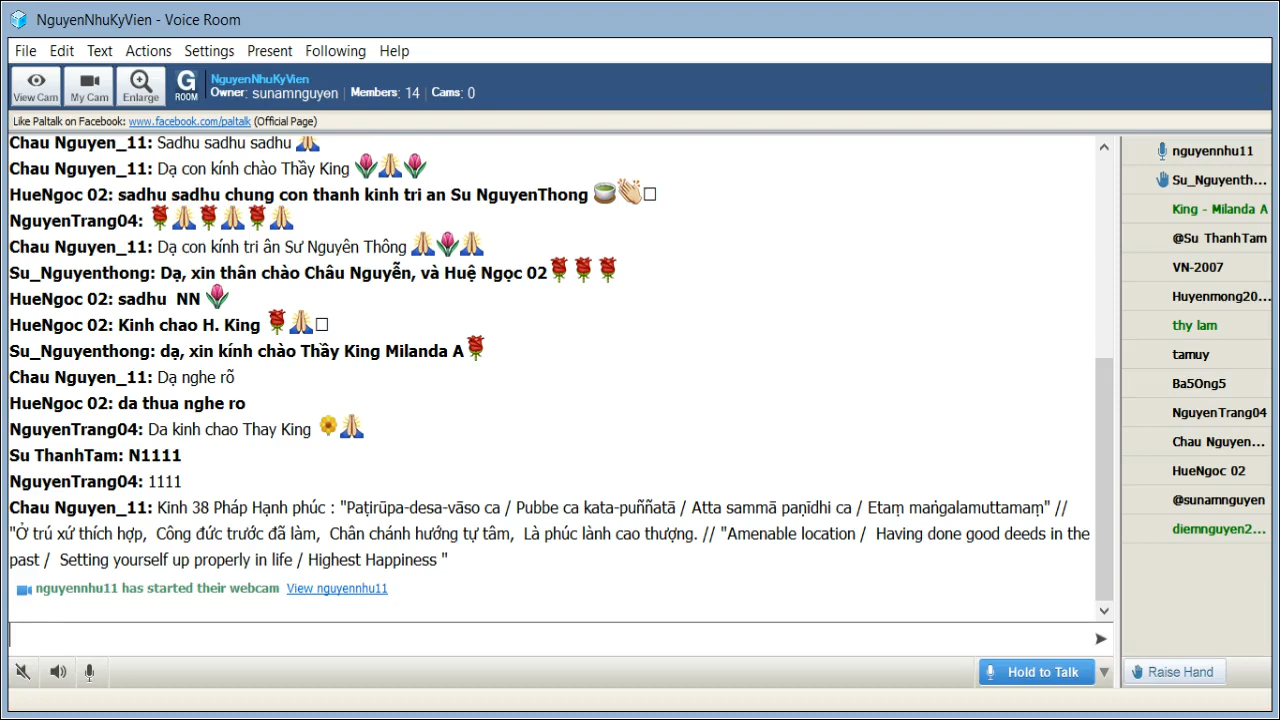 NguyenNhuKyVien - Voice Room
File Edit Text Actions Settings Present Following Help
View Cam My Cam Enlarge G ROOM
NguyenNhuKyVien
Owner: sunamnguyen Members: 14 Cams: 0
Like Paltalk on Facebook: www.facebook.com/paltalk (Official Page)
Chau Nguyen_11: Sadhu sadhu sadhu 🙏
Chau Nguyen_11: Dạ con kính chào Thầy King 🌷🙏🌷
HueNgoc 02: sadhu sadhu chung con thanh kinh tri an Su NguyenThong 🍵👏🏻□
NguyenTrang04: 🌹🙏🌹🙏🌹🙏
Chau Nguyen_11: Dạ con kính tri ân Sư Nguyên Thông 🙏🌷🙏
Su_Nguyenthong: Dạ, xin thân chào Châu Nguyễn, và Huệ Ngọc 02🌹🌹🌹
HueNgoc 02: sadhu NN 🌷
HueNgoc 02: Kinh chao H. King 🌹🙏□
Su_Nguyenthong: dạ, xin kính chào Thầy King Milanda A🌹
Chau Nguyen_11: Dạ nghe rõ
HueNgoc 02: da thua nghe ro
NguyenTrang04: Da kinh chao Thay King 🌼🙏
Su ThanhTam: N1111
NguyenTrang04: 1111
Chau Nguyen_11: Kinh 38 Pháp Hạnh phúc : "Paṭirūpa-desa-vāso ca / Pubbe ca kata-puññatā / Atta sammā paṇīdhi ca / Etaṃ maṅgalamuttamaṃ" //
"Ở trú xứ thích hợp, Công đức trước đã làm, Chân chánh hướng tự tâm, Là phúc lành cao thượng. // "Amenable location / Having done good deeds in the
past / Setting yourself up properly in life / Highest Happiness "
nguyennhu11 has started their webcam View nguyennhu11
Hold to Talk
nguyennhu11
Su_Nguyenth...
King - Milanda A
@Su ThanhTam
VN-2007
Huyenmong20...
thy lam
tamuy
Ba5Ong5
NguyenTrang04
Chau Nguyen...
HueNgoc 02
@sunamnguyen
diemnguyen2...
Raise Hand